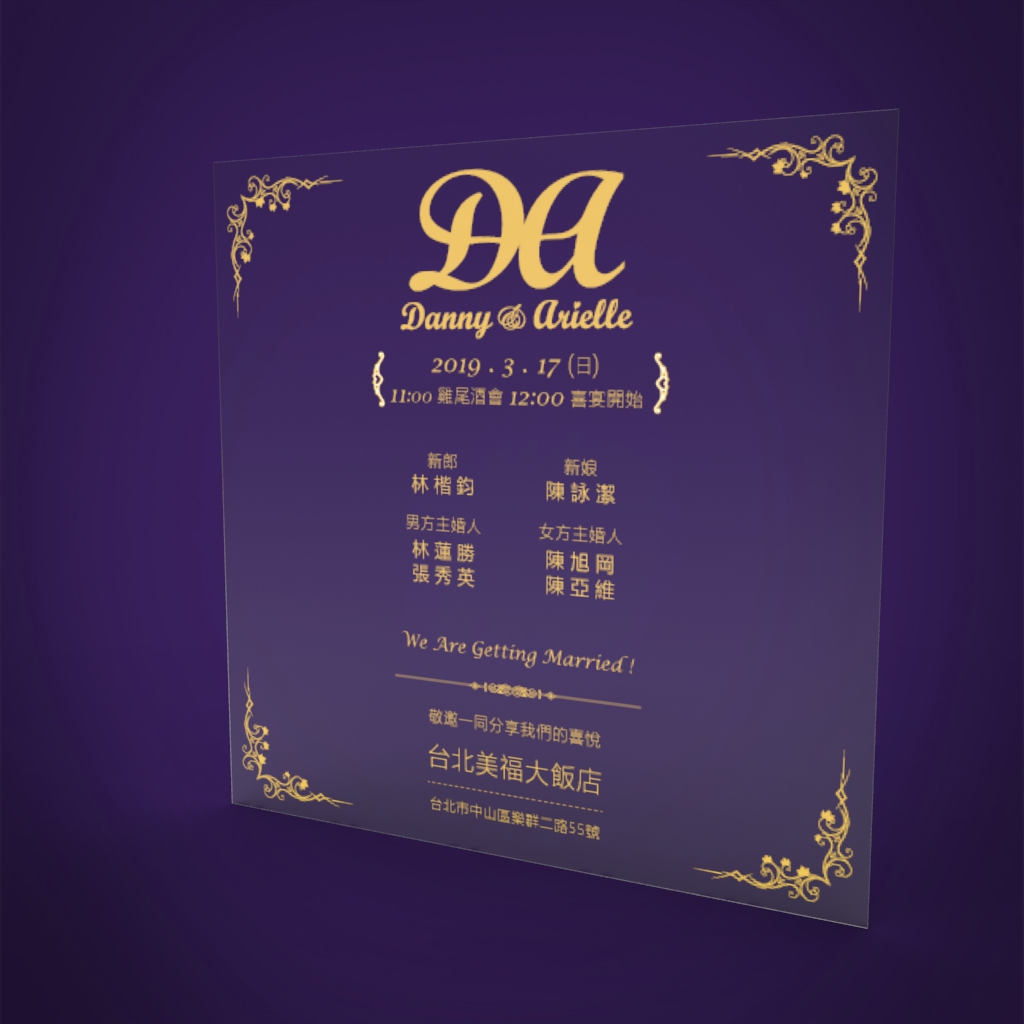 DA
Danny & Arielle
2019 . 3 . 17 (日)
11:00 雞尾酒會 12:00 喜宴開始
新郎 新娘
林楷鈞 陳詠潔
男方主婚人 女方主婚人
林蓮勝 陳旭岡
張秀英 陳亞維
We Are Getting Married !
敬邀一同分享我們的喜悅
台北美福大飯店
台北市中山區樂群二路55號